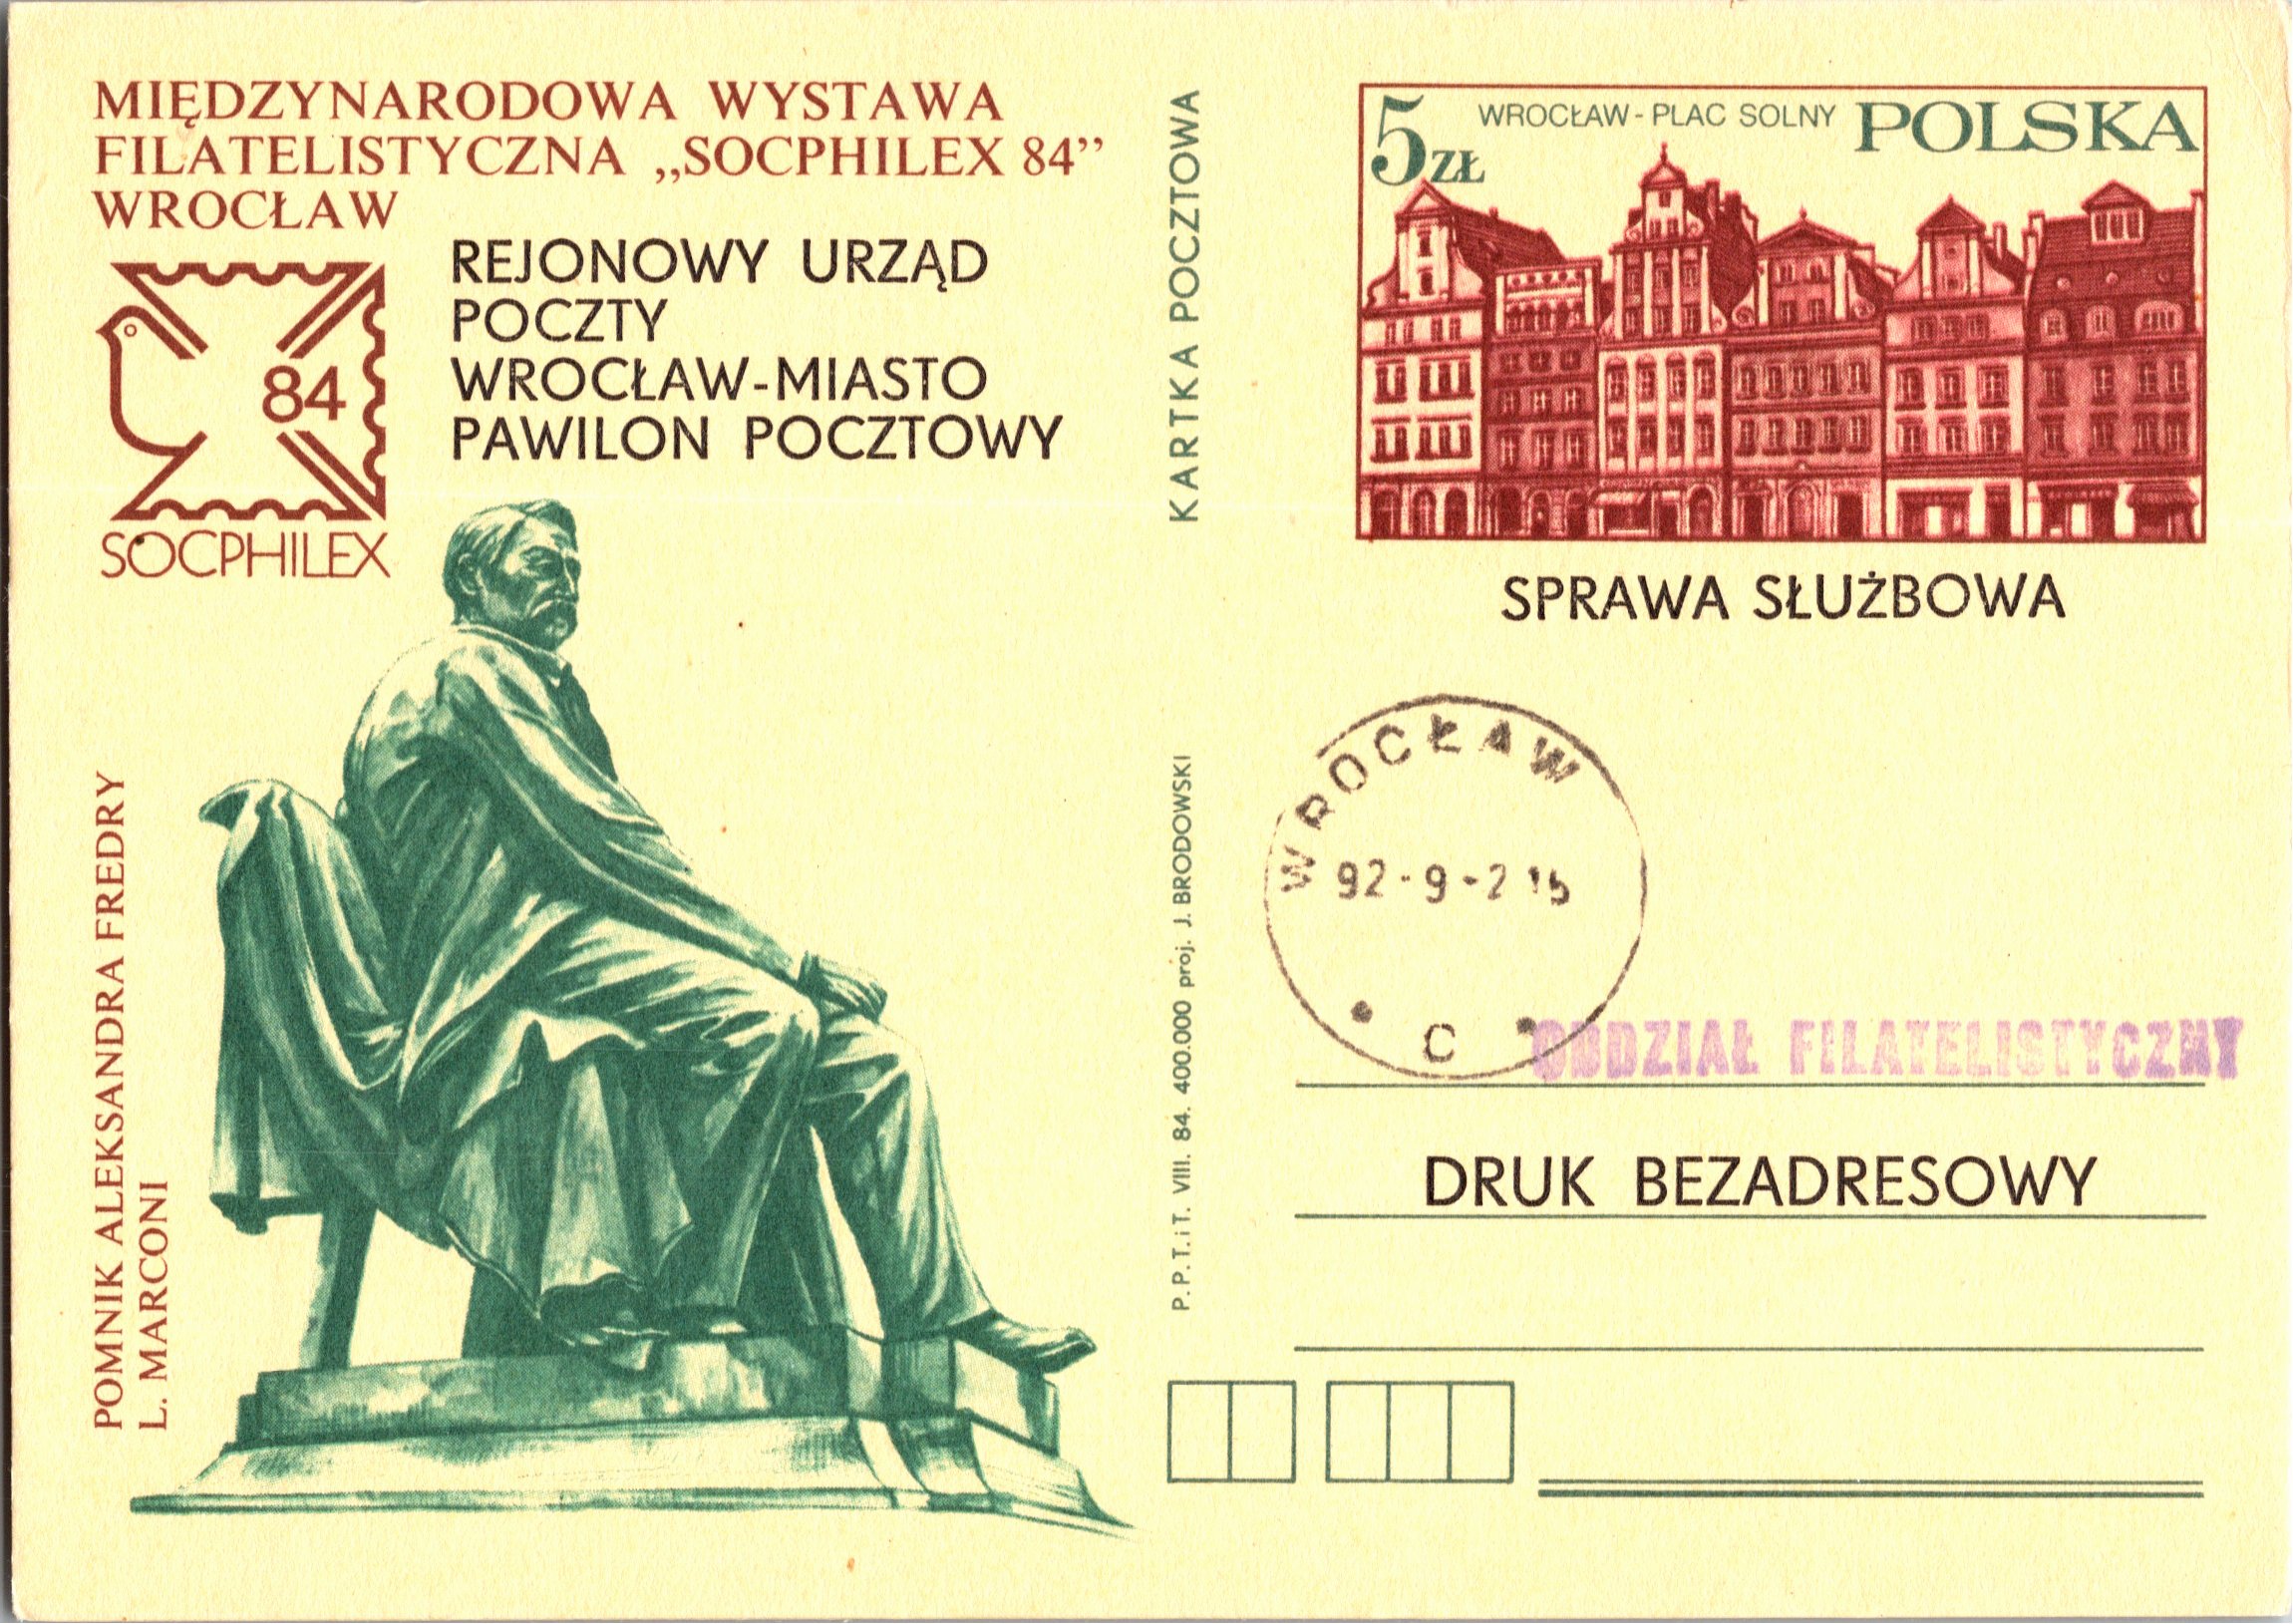 MIĘDZYNARODOWA WYSTAWA
FILATELISTYCZNA „SOCPHILEX 84”
WROCŁAW
84
SOCPHILEX
REJONOWY URZĄD
POCZTY
WROCŁAW-MIASTO
PAWILON POCZTOWY
POMNIK ALEKSANDRA FREDRY
L. MARCONI
KARTKA POCZTOWA
P. P. T. i T. VIII. 84. 400.000 proj. J. BRODOWSKI
5 ZŁ WROCŁAW - PLAC SOLNY POLSKA
SPRAWA SŁUŻBOWA
WROCŁAW
92-9-2 15
C
ODDZIAŁ FILATELISTYCZNY
DRUK BEZADRESOWY